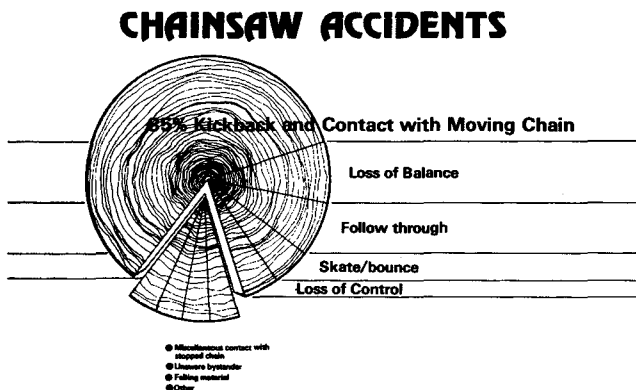 CHAINSAW ACCIDENTS
85% Kickback and Contact with Moving Chain
Loss of Balance
Follow through
Skate/bounce
Loss of Control
Miscellaneous contact with
stopped chain
Unaware bystander
Falling material
Other